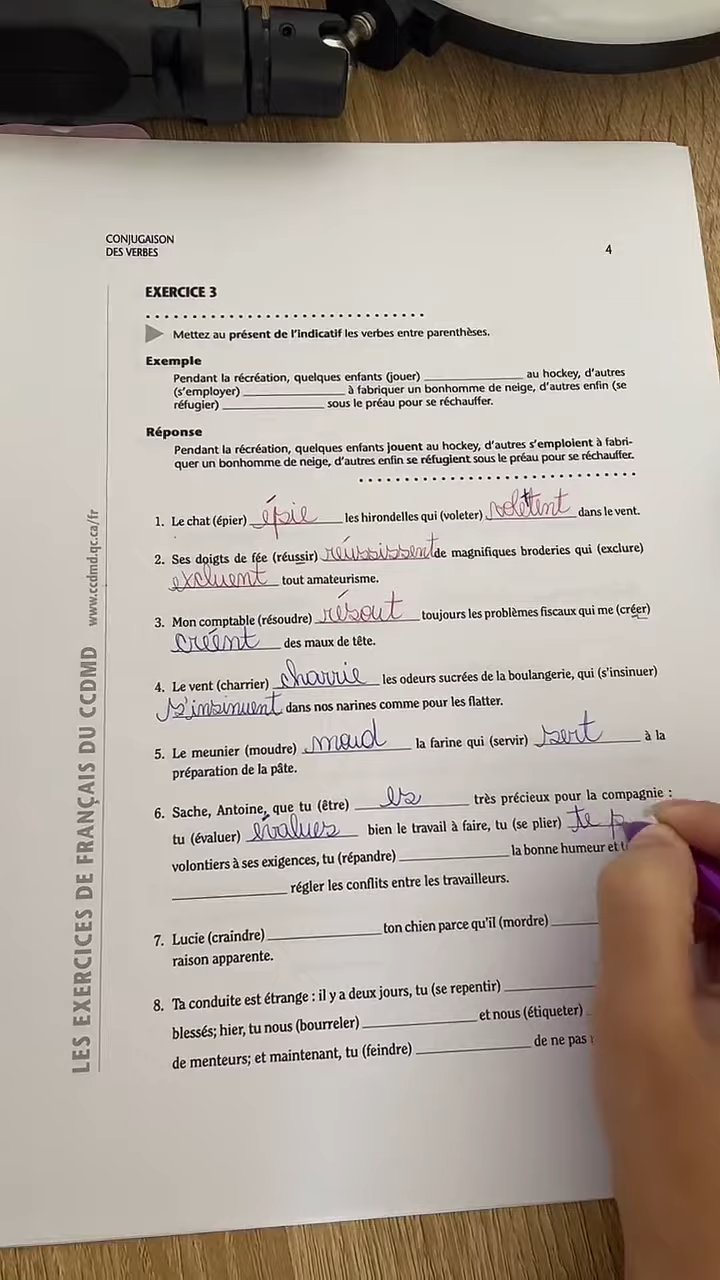 CONJUGAISON
DES VERBES
4
EXERCICE 3
Mettez au présent de l'indicatif les verbes entre parenthèses.
Exemple
Pendant la récréation, quelques enfants (jouer) ____________ au hockey, d'autres
(s'employer) ____________ à fabriquer un bonhomme de neige, d'autres enfin (se
réfugier) ____________ sous le préau pour se réchauffer.
Réponse
Pendant la récréation, quelques enfants jouent au hockey, d'autres s'emploient à fabri-
quer un bonhomme de neige, d'autres enfin se réfugient sous le préau pour se réchauffer.
1. Le chat (épier) épie les hirondelles qui (voleter) volètent dans le vent.
2. Ses doigts de fée (réussir) réussissent de magnifiques broderies qui (exclure)
excluent tout amateurisme.
3. Mon comptable (résoudre) résout toujours les problèmes fiscaux qui me (créer)
créent des maux de tête.
4. Le vent (charrier) charrie les odeurs sucrées de la boulangerie, qui (s'insinuer)
s'insinuent dans nos narines comme pour les flatter.
5. Le meunier (moudre) moud la farine qui (servir) sert à la
préparation de la pâte.
6. Sache, Antoine, que tu (être) es très précieux pour la compagnie :
tu (évaluer) évalues bien le travail à faire, tu (se plier) te p
volontiers à ses exigences, tu (répandre) ____________ la bonne humeur et
____________ régler les conflits entre les travailleurs.
7. Lucie (craindre) ____________ ton chien parce qu'il (mordre) ____________
raison apparente.
8. Ta conduite est étrange : il y a deux jours, tu (se repentir) ____________
blessés; hier, tu nous (bourreler) ____________ et nous (étiqueter)
de menteurs; et maintenant, tu (feindre) ____________ de ne pas
LES EXERCICES DE FRANÇAIS DU CCDMD www.ccdmd.qc.ca/fr